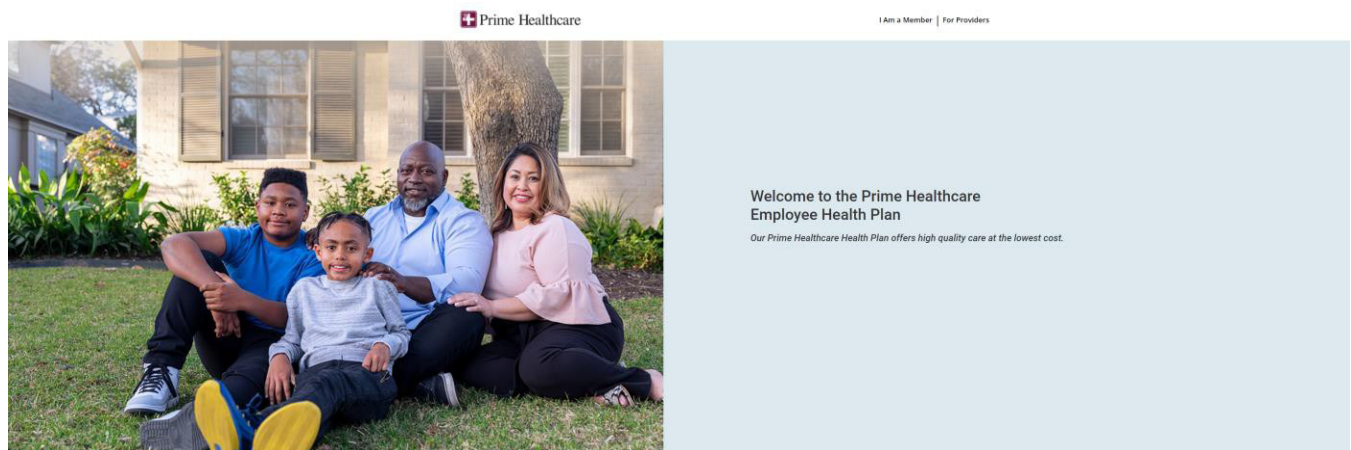 Prime Healthcare
I Am a Member | For Providers
Welcome to the Prime Healthcare
Employee Health Plan
Our Prime Healthcare Health Plan offers high quality care at the lowest cost.